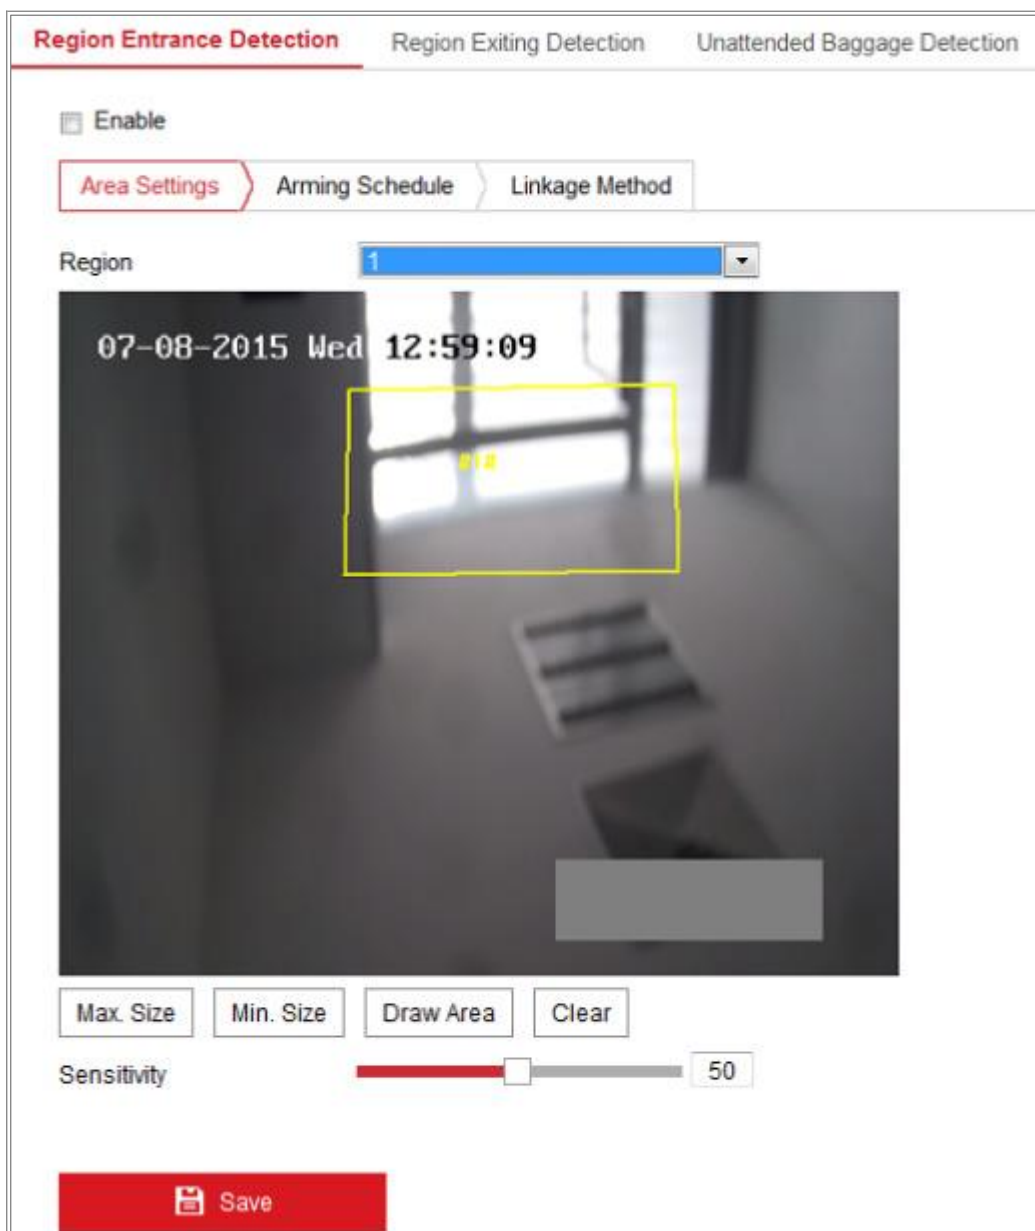 Region Entrance Detection Region Exiting Detection Unattended Baggage Detection
Enable
Area Settings Arming Schedule Linkage Method
Region 1
07-08-2015 Wed 12:59:09
#1#
Max. Size Min. Size Draw Area Clear
Sensitivity 50
Save